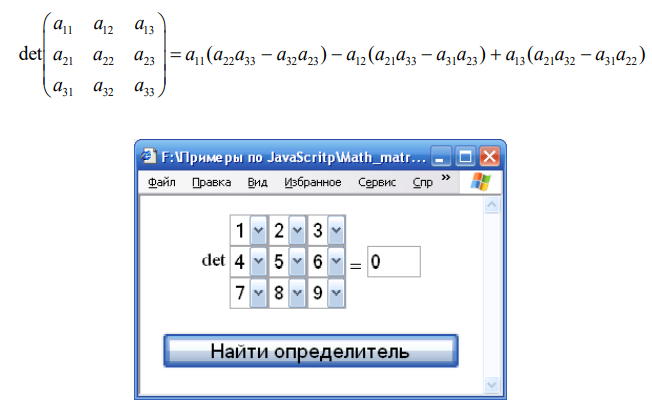 det ( a₁₁ a₁₂ a₁₃
a₂₁ a₂₂ a₂₃
a₃₁ a₃₂ a₃₃ ) = a₁₁(a₂₂a₃₃ − a₃₂a₂₃) − a₁₂(a₂₁a₃₃ − a₃₁a₂₃) + a₁₃(a₂₁a₃₂ − a₃₁a₂₂)
F:\Примеры по JavaScritp\Math_matr...
Файл Правка Вид Избранное Сервис Спр »
1 2 3
det 4 5 6 = 0
7 8 9
Найти определитель